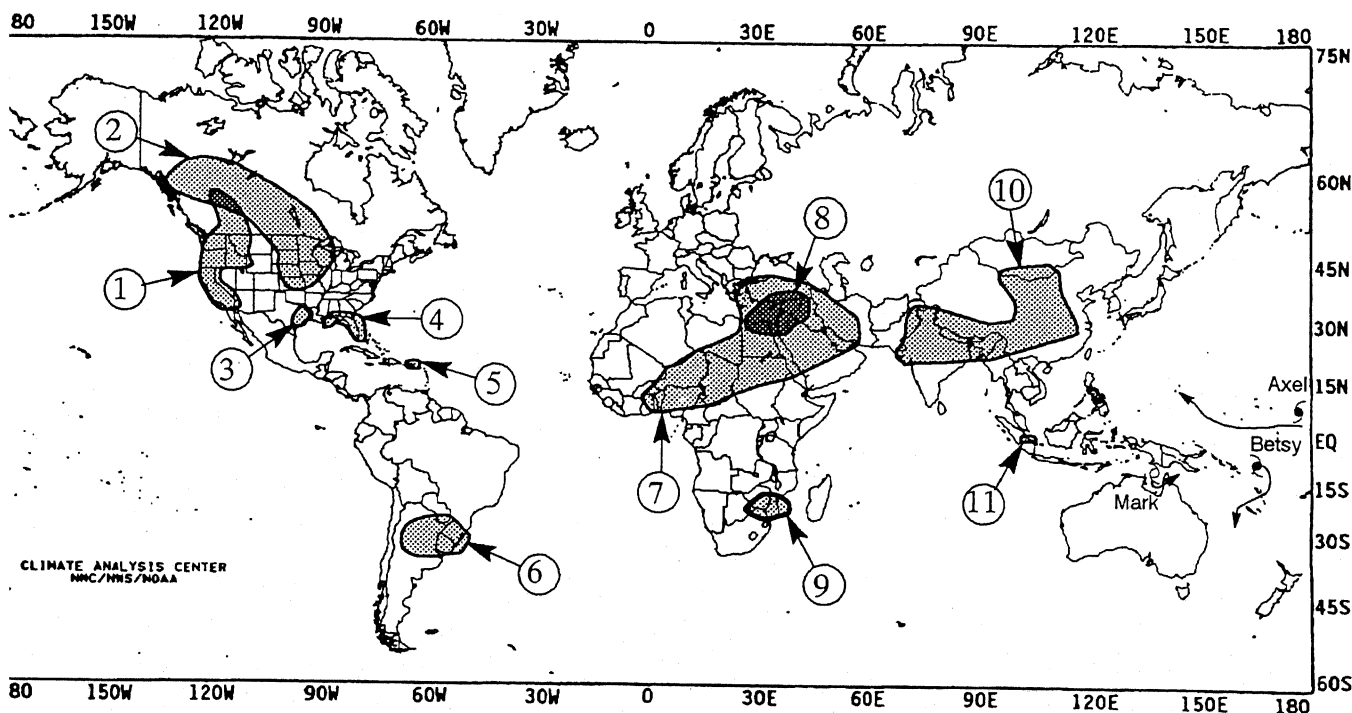 80 150W 120W 90W 60W 30W 0 30E 60E 90E 120E 150E 180
75N
60N
45N
30N
15N
EQ
15S
30S
45S
60S
2
10
8
1
4
3
5
Axel
Betsy
7
11
Mark
6
9
CLIMATE ANALYSIS CENTER
NMC/NWS/NOAA
80 150W 120W 90W 60W 30W 0 30E 60E 90E 120E 150E 180